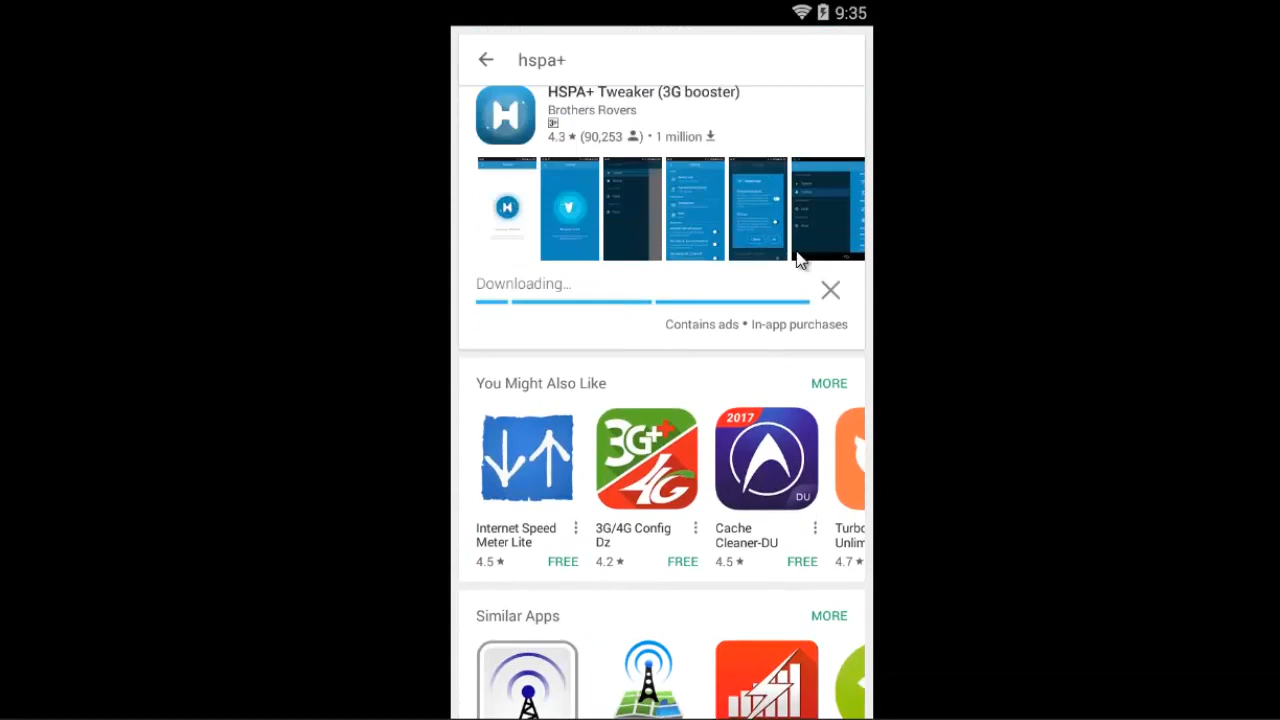 9:35
hspa+
HSPA+ Tweaker (3G booster)
Brothers Rovers
3+
4.3 ★ (90,253 ) • 1 million
Downloading...
Contains ads • In-app purchases
You Might Also Like
MORE
3G++
4G
2017
DU
Internet Speed
Meter Lite
4.5 ★
FREE
3G/4G Config
Dz
4.2 ★
FREE
Cache
Cleaner-DU
4.5 ★
FREE
Turbo
Unlim
4.7 ★
Similar Apps
MORE